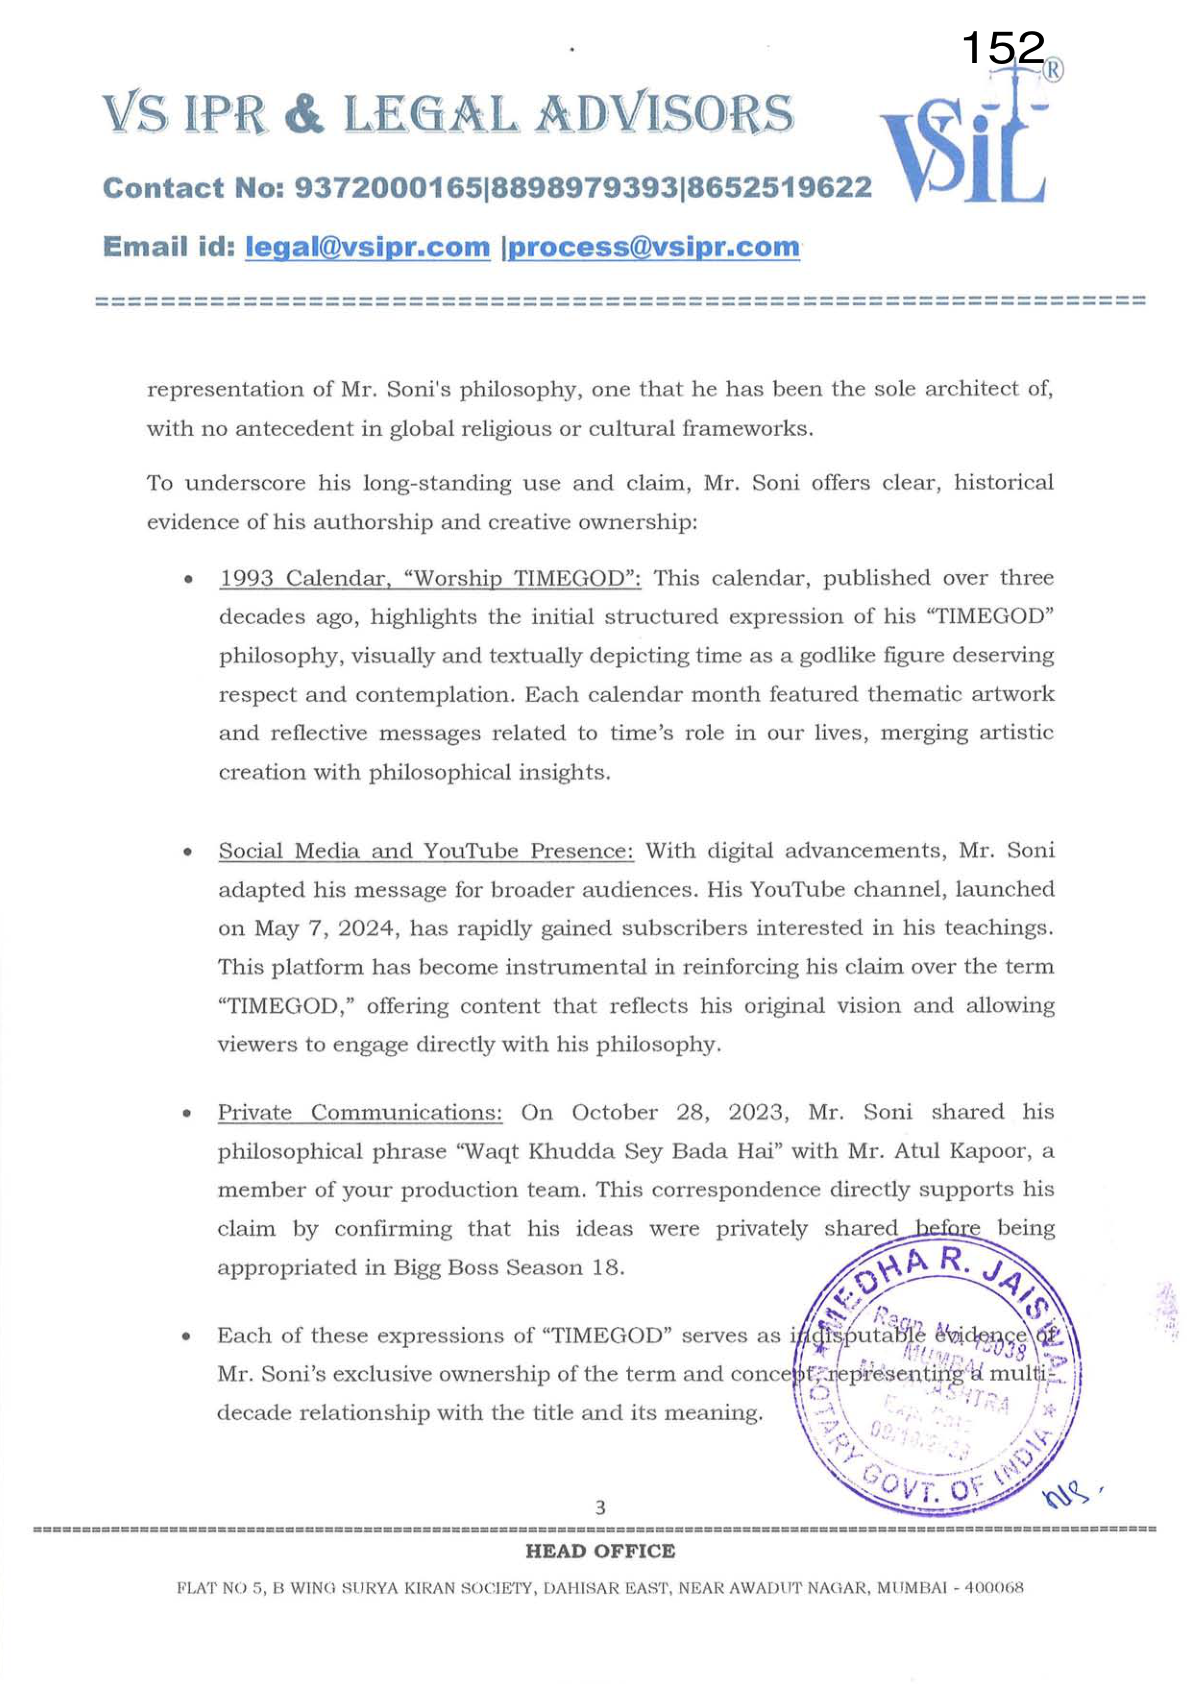 152
VS IPR & LEGAL ADVISORS
VSiL®
Contact No: 9372000165|8898979393|8652519622
Email id: legal@vsipr.com |process@vsipr.com
representation of Mr. Soni's philosophy, one that he has been the sole architect of,
with no antecedent in global religious or cultural frameworks.
To underscore his long-standing use and claim, Mr. Soni offers clear, historical
evidence of his authorship and creative ownership:
• 1993 Calendar, “Worship TIMEGOD”: This calendar, published over three
decades ago, highlights the initial structured expression of his “TIMEGOD”
philosophy, visually and textually depicting time as a godlike figure deserving
respect and contemplation. Each calendar month featured thematic artwork
and reflective messages related to time’s role in our lives, merging artistic
creation with philosophical insights.
• Social Media and YouTube Presence: With digital advancements, Mr. Soni
adapted his message for broader audiences. His YouTube channel, launched
on May 7, 2024, has rapidly gained subscribers interested in his teachings.
This platform has become instrumental in reinforcing his claim over the term
“TIMEGOD,” offering content that reflects his original vision and allowing
viewers to engage directly with his philosophy.
• Private Communications: On October 28, 2023, Mr. Soni shared his
philosophical phrase “Waqt Khudda Sey Bada Hai” with Mr. Atul Kapoor, a
member of your production team. This correspondence directly supports his
claim by confirming that his ideas were privately shared before being
appropriated in Bigg Boss Season 18.
• Each of these expressions of “TIMEGOD” serves as indisputable evidence of
Mr. Soni’s exclusive ownership of the term and concept, representing a multi-
decade relationship with the title and its meaning.
MEDHA R. JAISWAL
NOTARY GOVT. OF INDIA
Regn. No. 15038
MUMBAI
MAHARASHTRA
Exp. Date
3
HEAD OFFICE
FLAT NO 5, B WING SURYA KIRAN SOCIETY, DAHISAR EAST, NEAR AWADUT NAGAR, MUMBAI - 400068